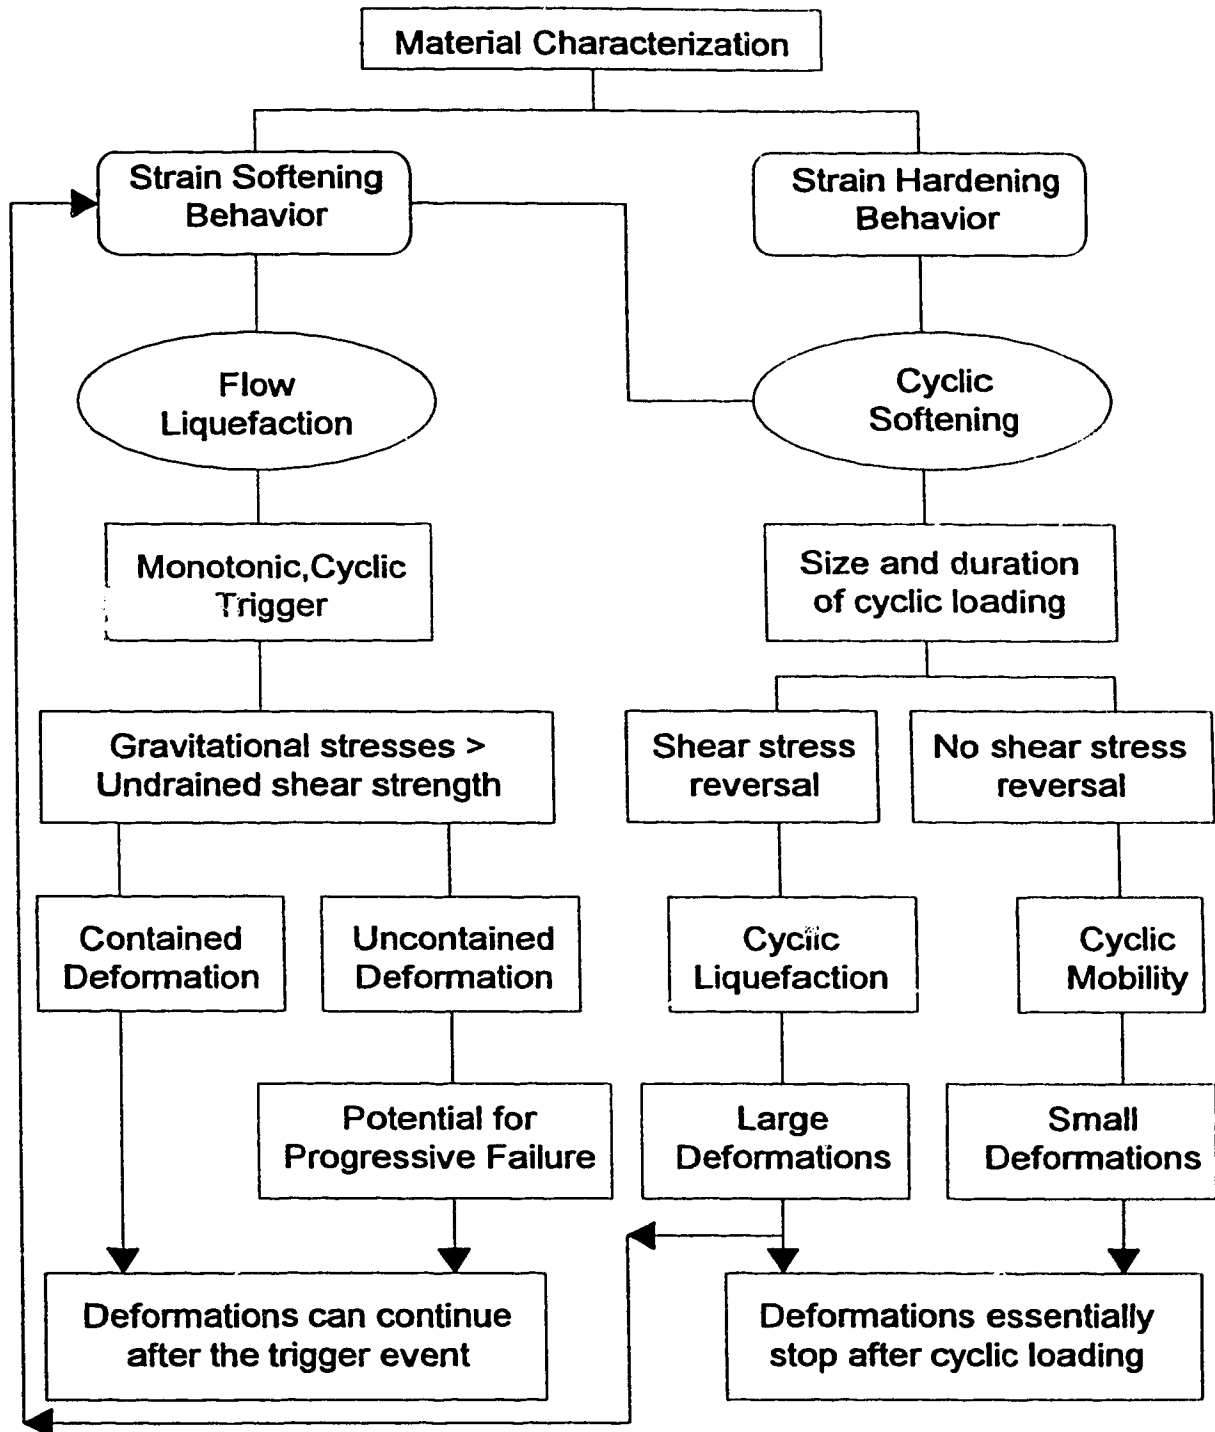 Material Characterization
Strain Softening
Behavior
Strain Hardening
Behavior
Flow
Liquefaction
Cyclic
Softening
Monotonic,Cyclic
Trigger
Size and duration
of cyclic loading
Gravitational stresses >
Undrained shear strength
Shear stress
reversal
No shear stress
reversal
Contained
Deformation
Uncontained
Deformation
Cyclic
Liquefaction
Cyclic
Mobility
Potential for
Progressive Failure
Large
Deformations
Small
Deformations
Deformations can continue
after the trigger event
Deformations essentially
stop after cyclic loading